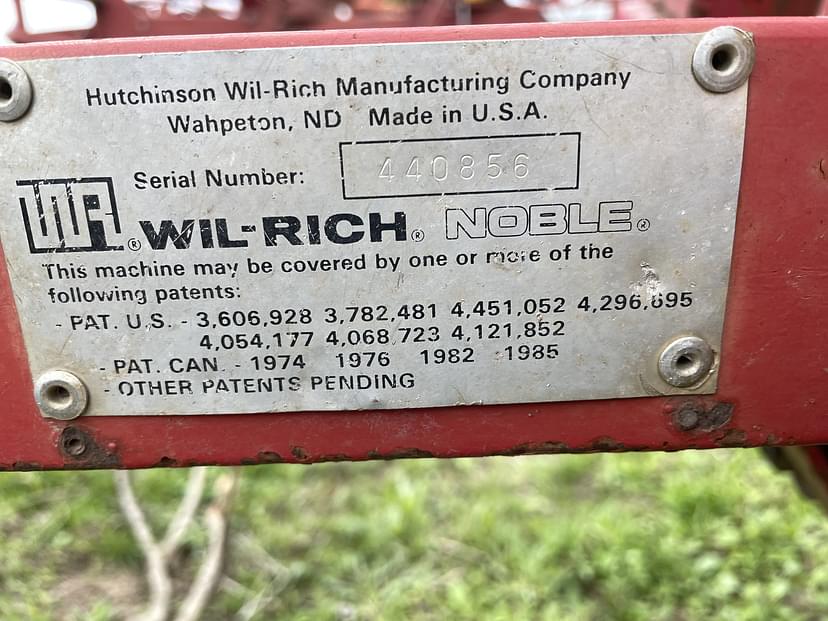 Hutchinson Wil-Rich Manufacturing Company
Wahpeton, ND Made in U.S.A.
Serial Number: 440856
WR® WIL-RICH® NOBLE®
This machine may be covered by one or more of the
following patents:
- PAT. U.S. - 3,606,928 3,782,481 4,451,052 4,296,695
4,054,177 4,068,723 4,121,852
- PAT. CAN. - 1974 1976 1982 1985
- OTHER PATENTS PENDING